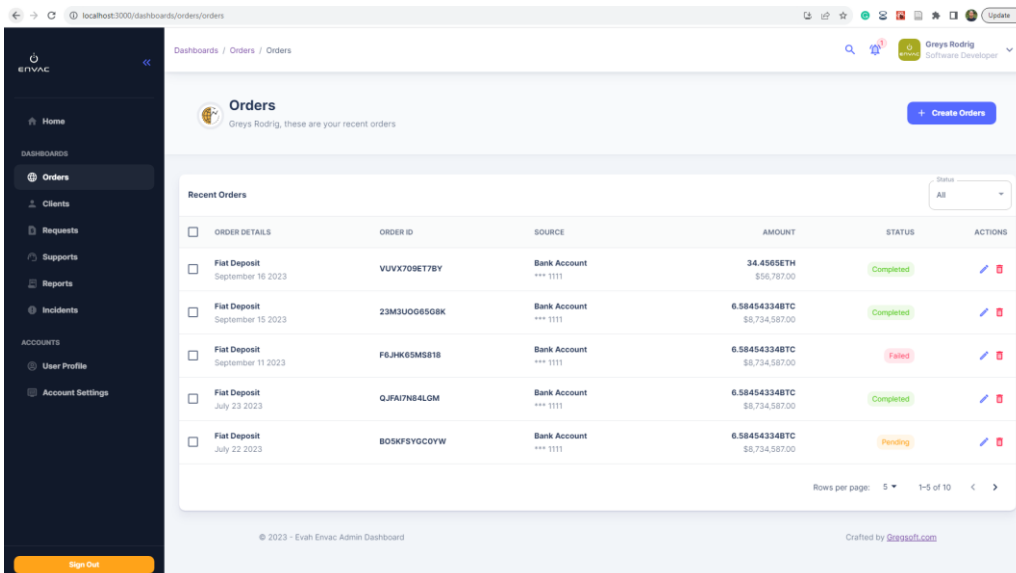 localhost:3000/dashboards/orders/orders
Update
ENVAC
Home
DASHBOARDS
Orders
Clients
Requests
Supports
Reports
Incidents
ACCOUNTS
User Profile
Account Settings
Sign Out
Dashboards / Orders / Orders
1
Greys Rodrig
Software Developer
Orders
Greys Rodrig, these are your recent orders
+ Create Orders
Recent Orders
Status
All
ORDER DETAILS ORDER ID SOURCE AMOUNT STATUS ACTIONS
Fiat Deposit VUVX709ET7BY Bank Account 34.4565ETH Completed
September 16 2023 *** 1111 $56,787.00
Fiat Deposit 23M3UOG65G8K Bank Account 6.58454334BTC Completed
September 15 2023 *** 1111 $8,734,587.00
Fiat Deposit F6JHK65MS818 Bank Account 6.58454334BTC Failed
September 11 2023 *** 1111 $8,734,587.00
Fiat Deposit QJFAI7N84LGM Bank Account 6.58454334BTC Completed
July 23 2023 *** 1111 $8,734,587.00
Fiat Deposit BO5KFSYGC0YW Bank Account 6.58454334BTC Pending
July 22 2023 *** 1111 $8,734,587.00
Rows per page: 5 1–5 of 10
© 2023 - Evah Envac Admin Dashboard
Crafted by Gregsoft.com